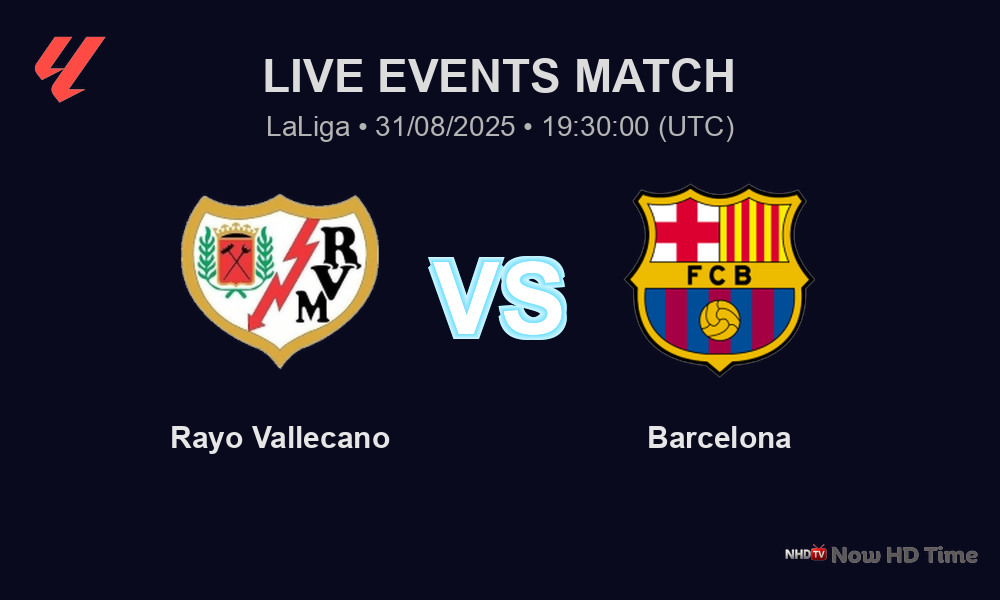 LIVE EVENTS MATCH
LaLiga • 31/08/2025 • 19:30:00 (UTC)
R
V
M
VS
FCB
Rayo Vallecano
Barcelona
NHDTV Now HD Time